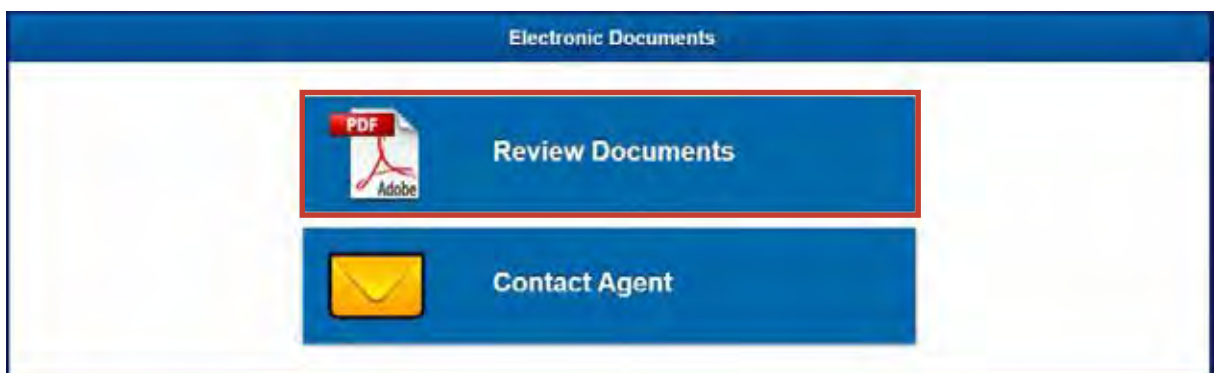 Electronic Documents
PDF
Adobe
Review Documents
Contact Agent